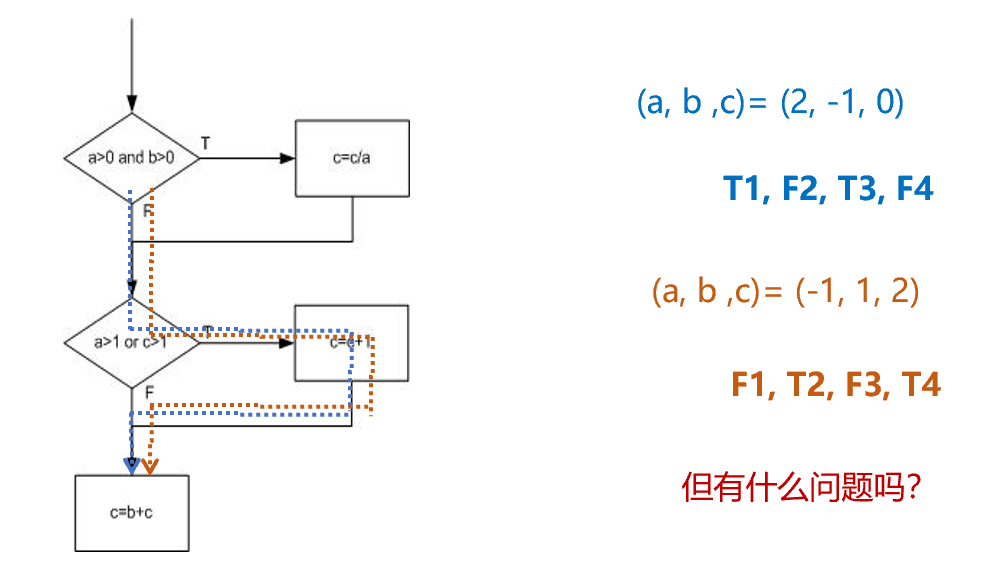 a>0 and b>0
T
c=c/a
F
a>1 or c>1
T
c=c+1
F
c=b+c
(a, b ,c)= (2, -1, 0)
T1, F2, T3, F4
(a, b ,c)= (-1, 1, 2)
F1, T2, F3, T4
但有什么问题吗？